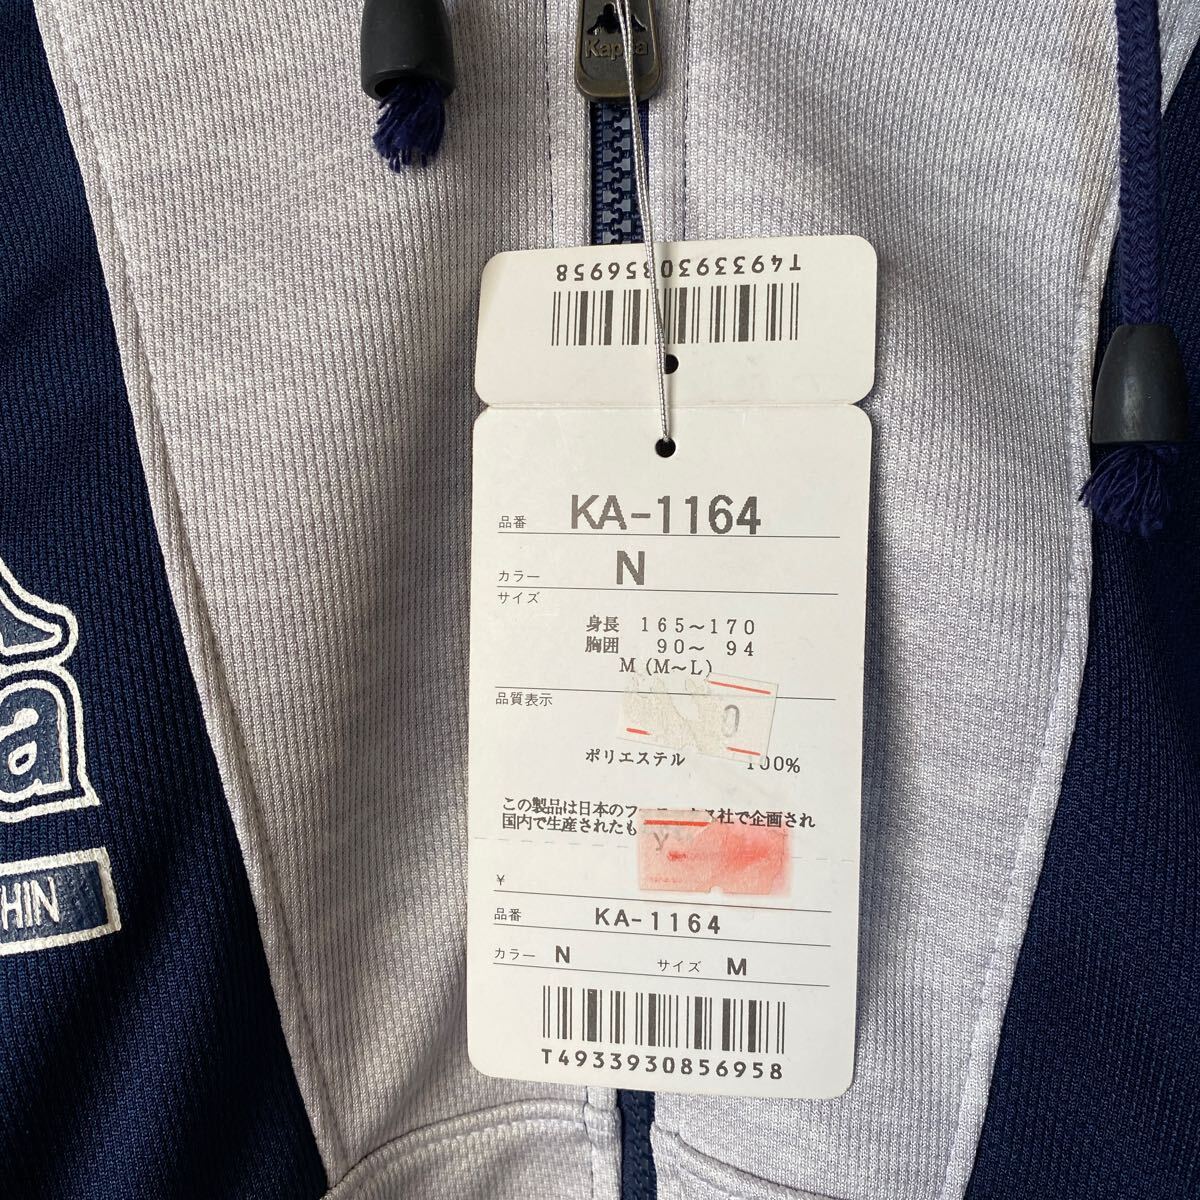 Kappa
T4933930856958
品番 KA-1164
カラー N
サイズ
身長 165～170
胸囲 90～ 94
M (M～L)
品質表示
0
ポリエステル 100%
この製品は日本のフ 社で企画され
国内で生産されたも
¥
¥
品番 KA-1164
カラー N サイズ M
T4933930856958
a
HIN